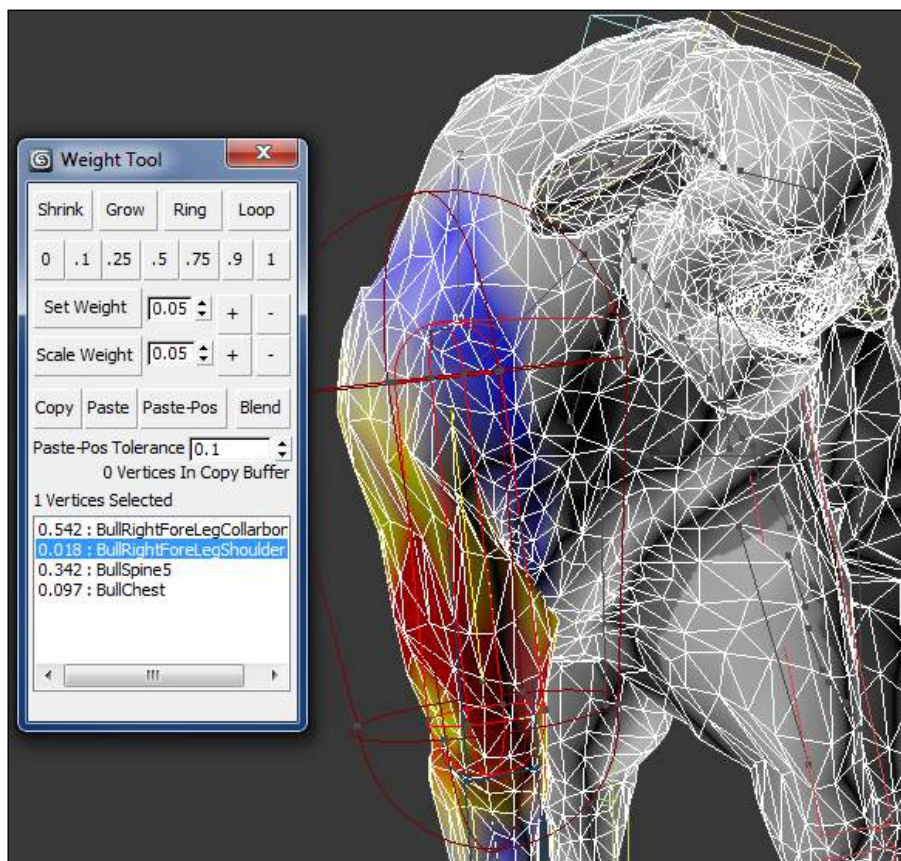 Weight Tool
Shrink Grow Ring Loop
0 .1 .25 .5 .75 .9 1
Set Weight 0.05 + -
Scale Weight 0.05 + -
Copy Paste Paste-Pos Blend
Paste-Pos Tolerance 0.1
0 Vertices In Copy Buffer
1 Vertices Selected
0.542 : BullRightForeLegCollarbor
0.018 : BullRightForeLegShoulder
0.342 : BullSpine5
0.097 : BullChest